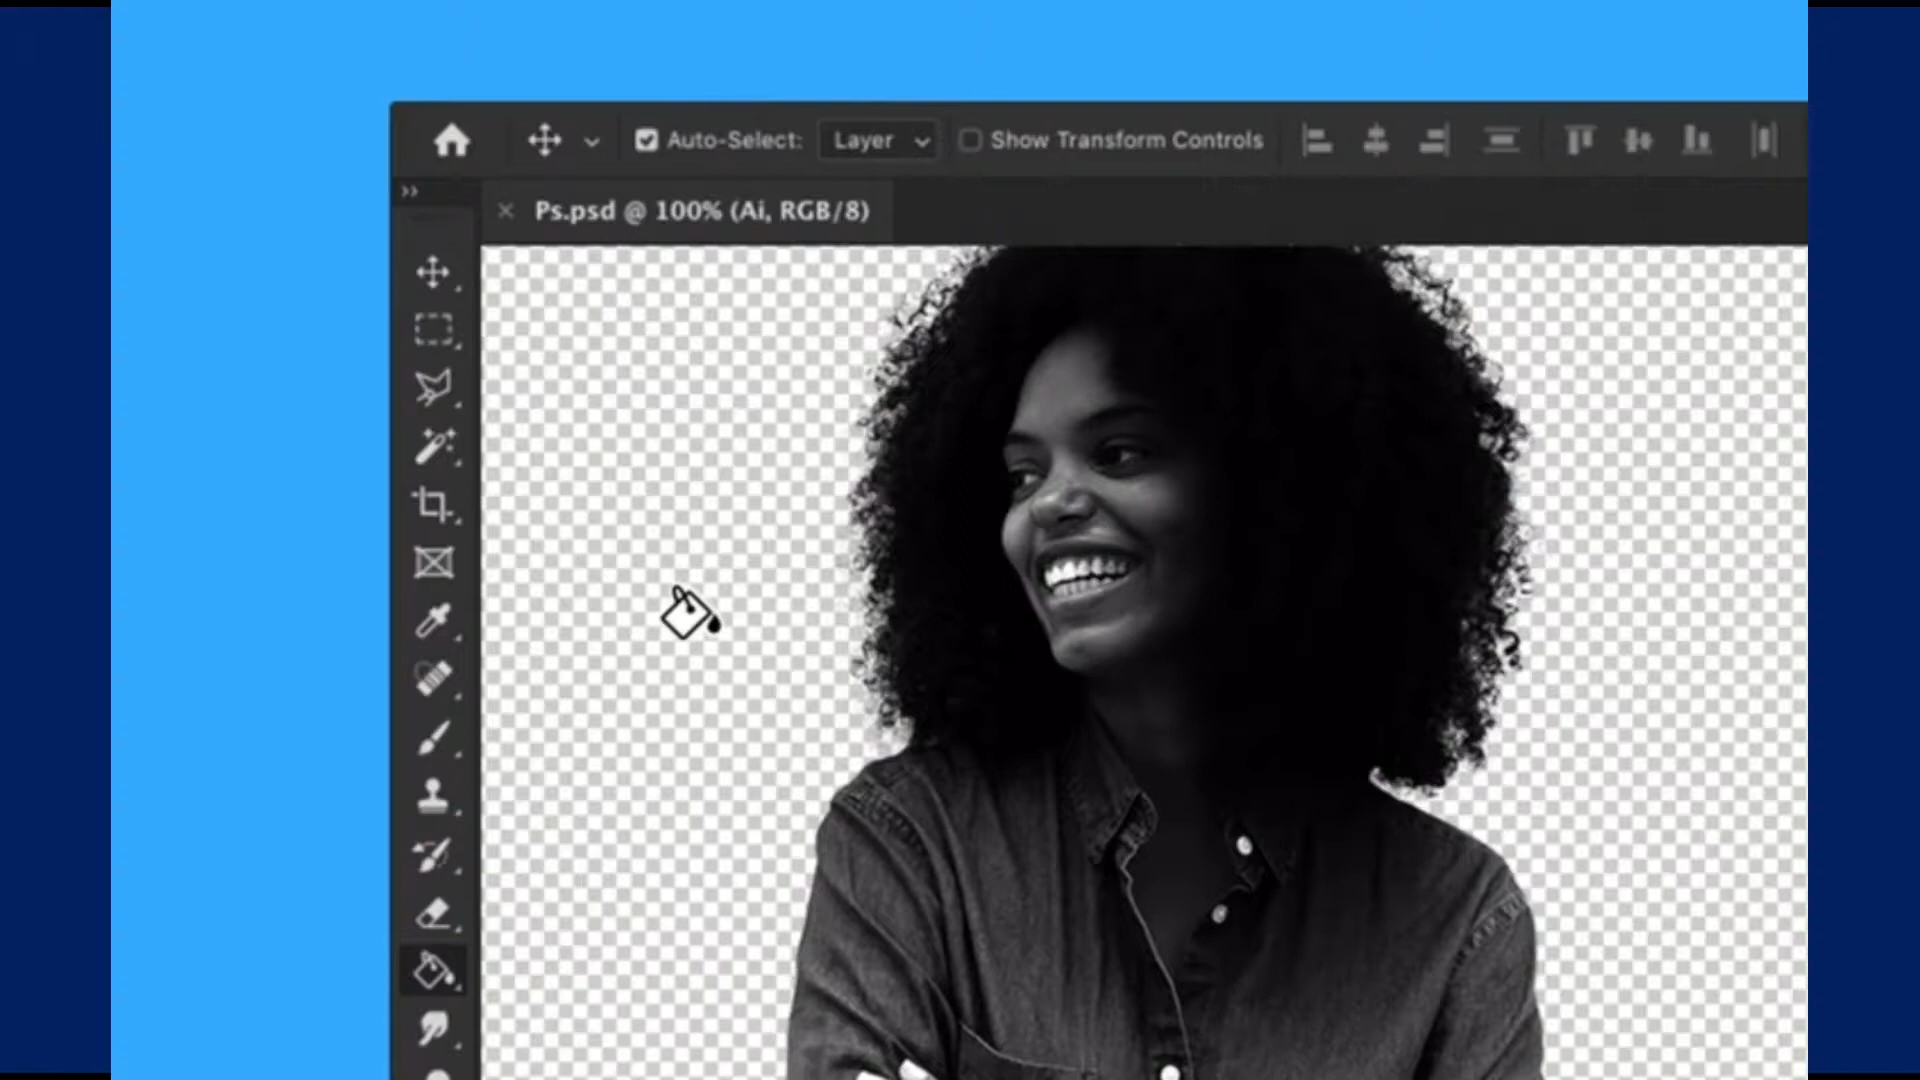 Auto-Select: Layer Show Transform Controls
Ps.psd @ 100% (Ai, RGB/8)